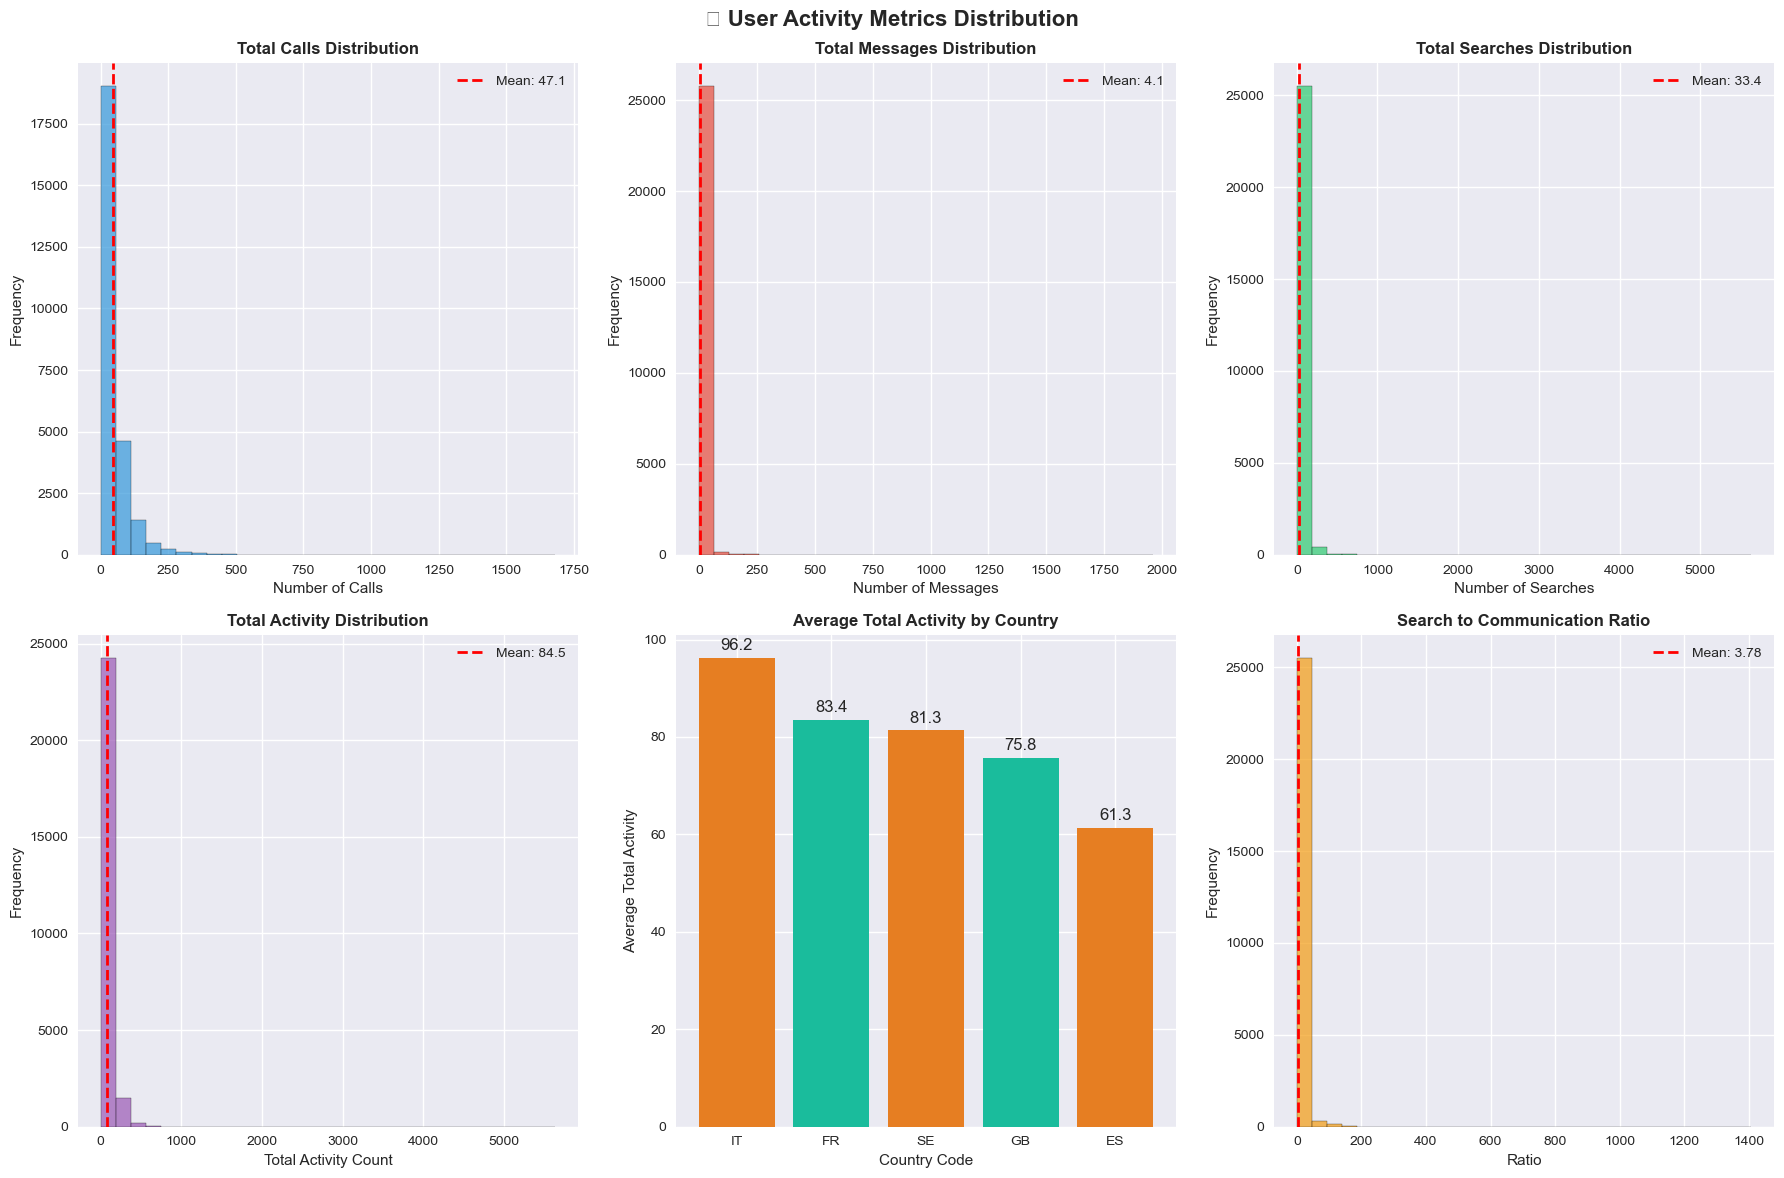 User Activity Metrics Distribution
Total Calls Distribution
Mean: 47.1
Frequency
17500
15000
12500
10000
7500
5000
2500
0
0 250 500 750 1000 1250 1500 1750
Number of Calls
Total Messages Distribution
Mean: 4.1
Frequency
25000
20000
15000
10000
5000
0
0 250 500 750 1000 1250 1500 1750 2000
Number of Messages
Total Searches Distribution
Mean: 33.4
Frequency
25000
20000
15000
10000
5000
0
0 1000 2000 3000 4000 5000
Number of Searches
Total Activity Distribution
Mean: 84.5
Frequency
25000
20000
15000
10000
5000
0
0 1000 2000 3000 4000 5000
Total Activity Count
Average Total Activity by Country
Average Total Activity
100
80
60
40
20
0
96.2
83.4
81.3
75.8
61.3
IT FR SE GB ES
Country Code
Search to Communication Ratio
Mean: 3.78
Frequency
25000
20000
15000
10000
5000
0
0 200 400 600 800 1000 1200 1400
Ratio